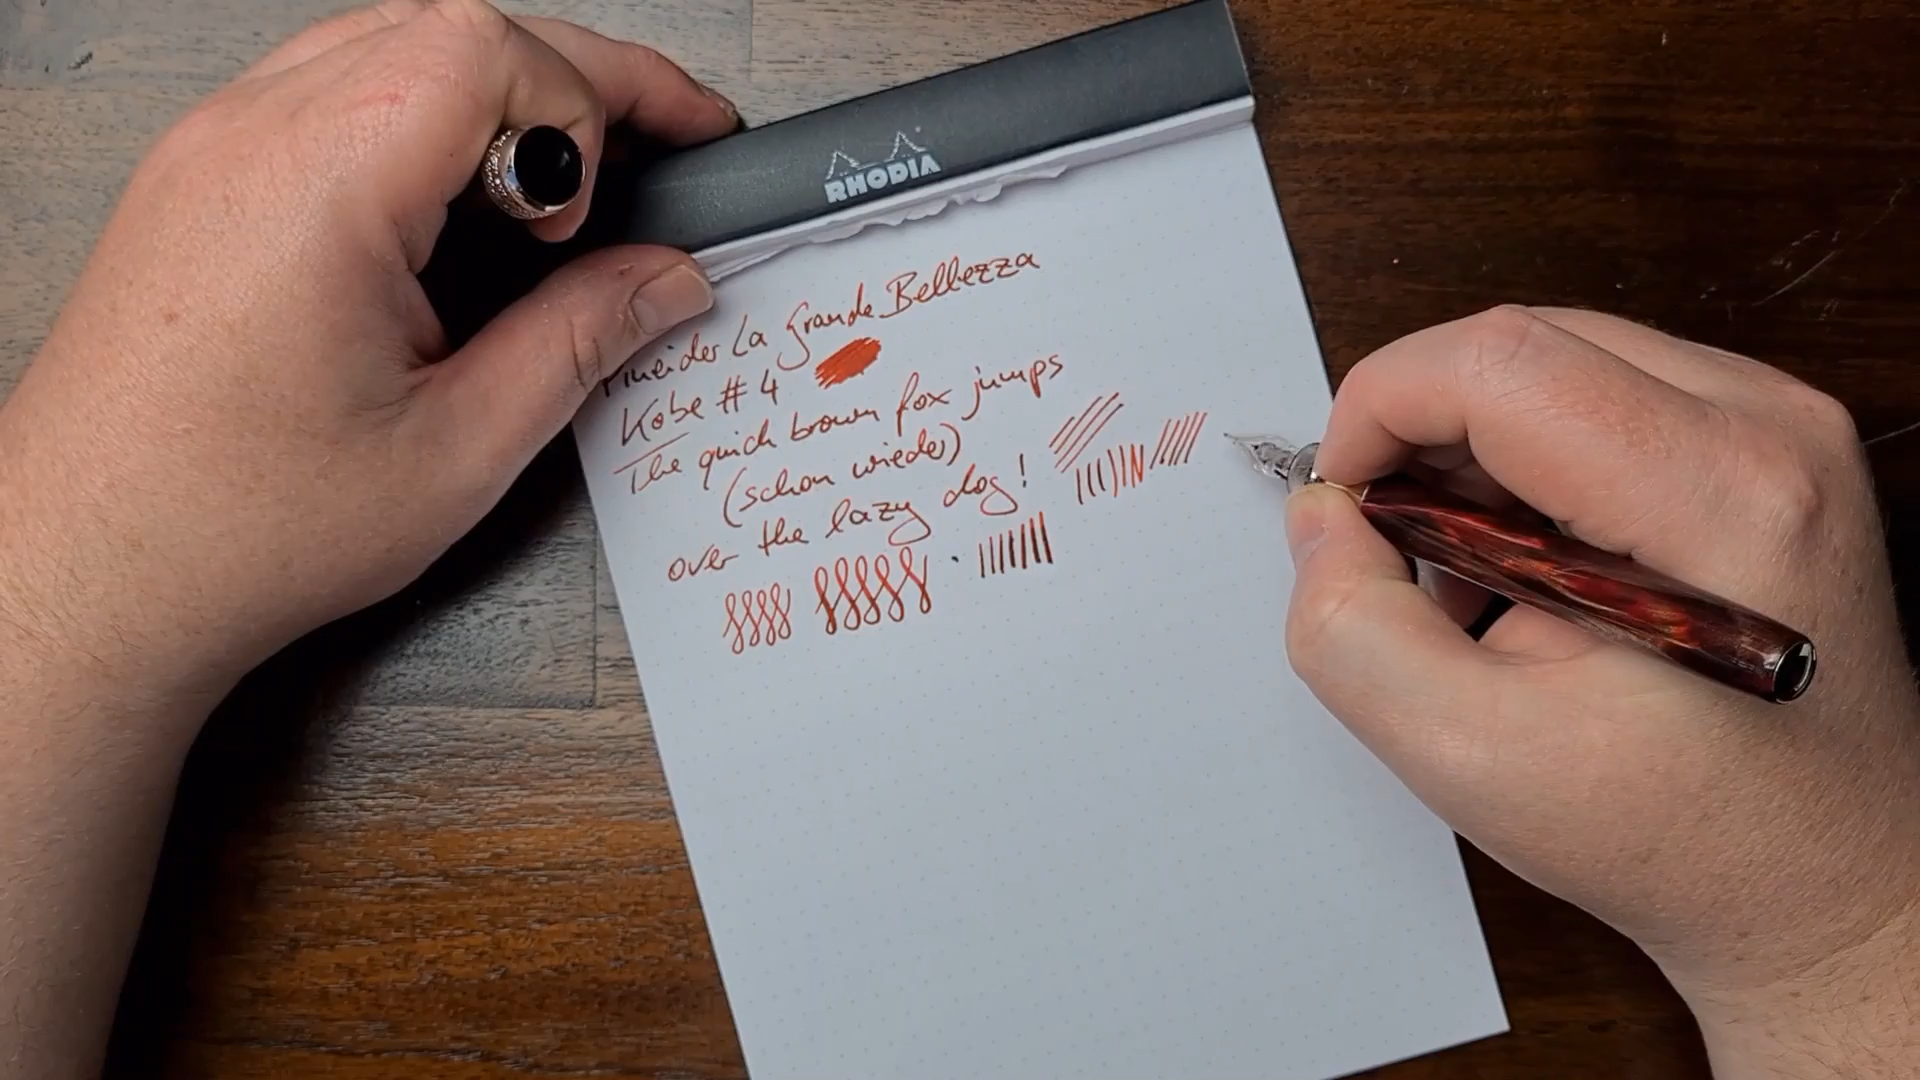 RHODIA
Pineider La Grande Bellezza
Kobe # 4
The quick brown fox jumps
(schon wieder)
over the lazy dog!